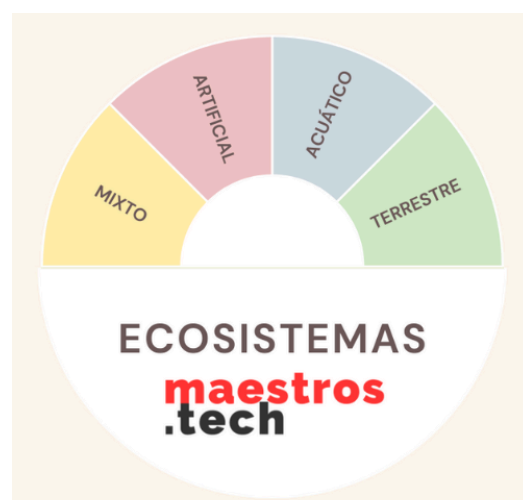 MIXTO
ARTIFICIAL
ACUÁTICO
TERRESTRE
ECOSISTEMAS
maestros
.tech